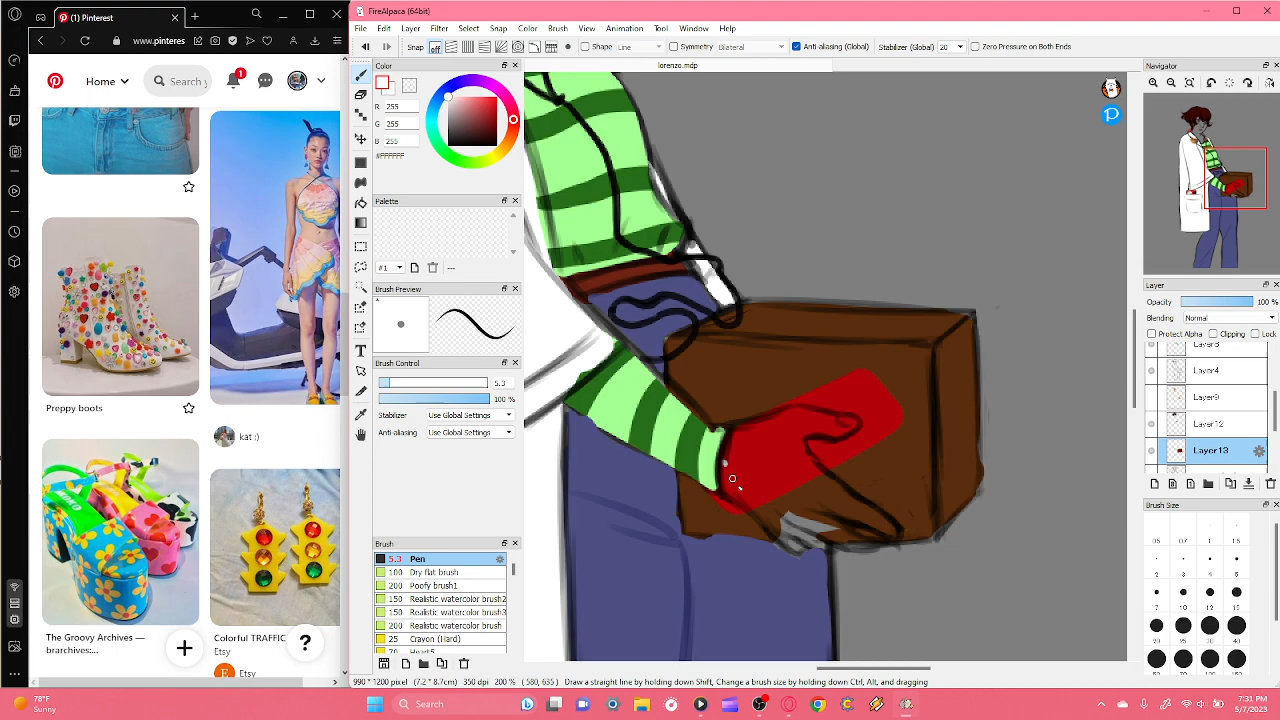 (1) Pinterest
www.pinteres
Home
Search y
1
Preppy boots
kat :)
The Groovy Archives —
brarchives:...
Colorful TRAFFIC
Etsy
E Etsy
?
FireAlpaca (64bit)
File Edit Layer Filter Select Snap Color Brush View Animation Tool Window Help
Snap off Shape Line Symmetry Bilateral Anti-aliasing (Global) Stabilizer (Global) 20 Zero Pressure on Both Ends
lorenzo.mdp
Color
R 255
G 255
B 255
#FFFFFF
Palette
#1 ---
Brush Preview
Brush Control
5.3
100 %
Stabilizer Use Global Settings
Anti-aliasing Use Global Settings
Brush
5.3 Pen
100 Dry flat brush
200 Poofy brush1
150 Realistic watercolor brush2
150 Realistic watercolor brush3
200 Realistic watercolor brush
25 Crayon (Hard)
Navigator
Layer
Opacity 100 %
Blending Normal
Protect Alpha Clipping Lock
Layer4
Layer9
Layer12
Layer13
Brush Size
990 * 1200 pixel (7.2 * 8.7cm) 350 dpi 200 % ( 580, 635 ) Draw a straight line by holding down Shift, Change a brush size by holding down Ctrl, Alt, and dragging
78°F
Sunny
Search
7:31 PM
5/7/2023